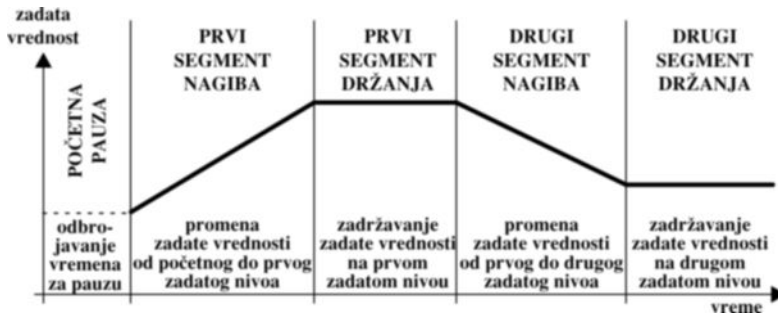 zadata
vrednost
POČETNA
PAUZA
odbro-
javanje
vremena
za pauzu
PRVI
SEGMENT
NAGIBA
promena
zadate vrednosti
od početnog do prvog
zadatog nivoa
PRVI
SEGMENT
DRŽANJA
zadržavanje
zadate vrednosti
na prvom
zadatom nivou
DRUGI
SEGMENT
NAGIBA
promena
zadate vrednosti
od prvog do drugog
zadatog nivoa
DRUGI
SEGMENT
DRŽANJA
zadržavanje
zadate vrednosti
na drugom
zadatom nivou
vreme